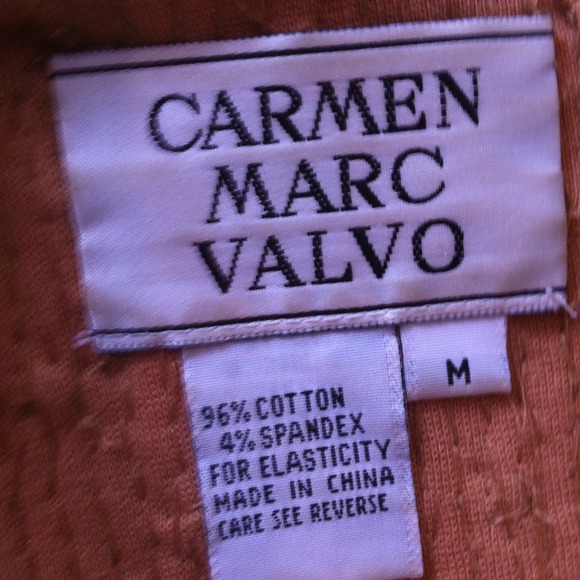 CARMEN
MARC
VALVO
M
96% COTTON
4% SPANDEX
FOR ELASTICITY
MADE IN CHINA
CARE SEE REVERSE